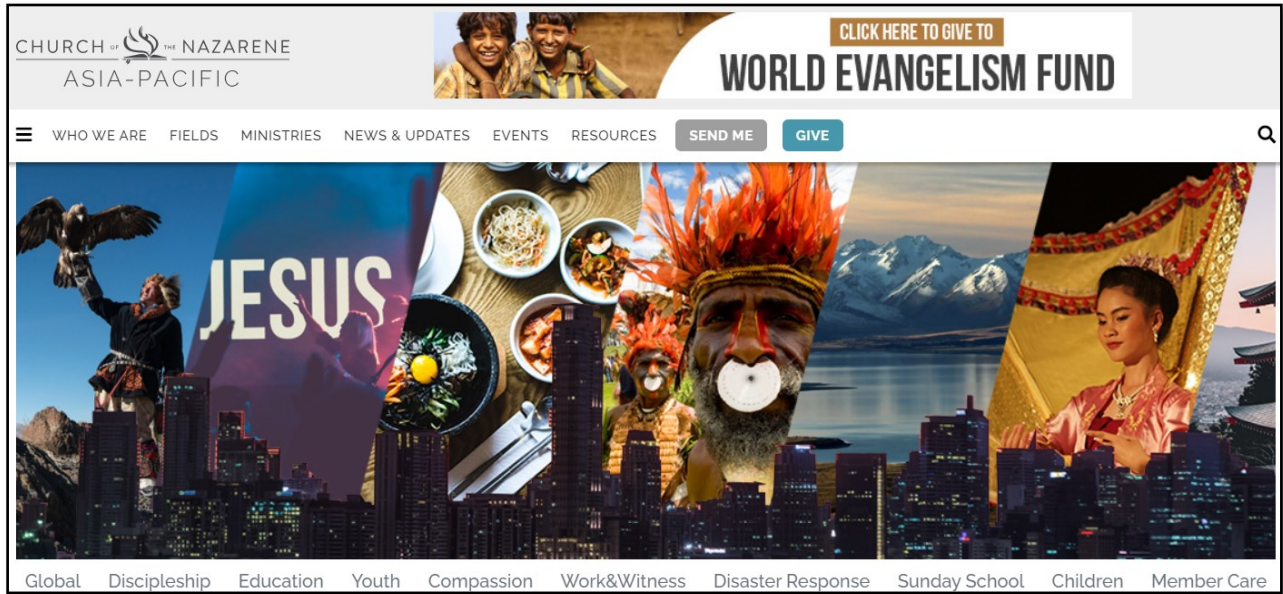 CHURCH OF THE NAZARENE
ASIA-PACIFIC
CLICK HERE TO GIVE TO
WORLD EVANGELISM FUND
WHO WE ARE FIELDS MINISTRIES NEWS & UPDATES EVENTS RESOURCES SEND ME GIVE
JESUS
Global Discipleship Education Youth Compassion Work&Witness Disaster Response Sunday School Children Member Care